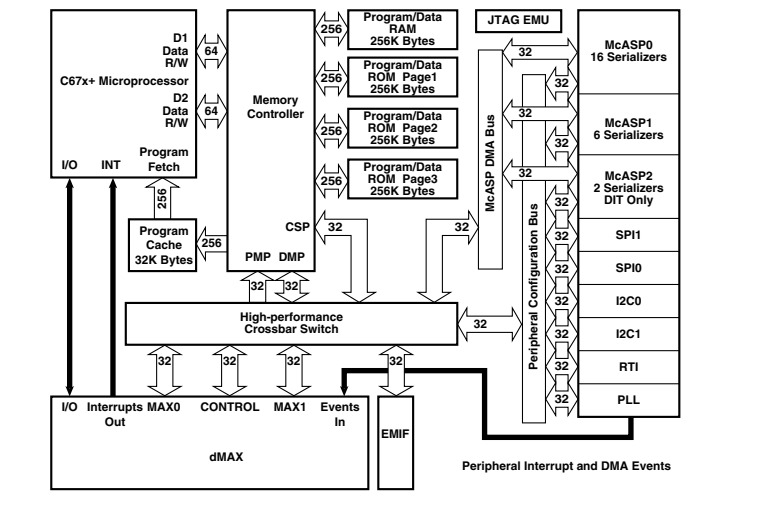 D1
Data
R/W
64
C67x+ Microprocessor
D2
Data
R/W
64
I/O
INT
Program
Fetch
256
Program
Cache
32K Bytes
256
Memory
Controller
CSP
PMP
DMP
256
Program/Data
RAM
256K Bytes
256
Program/Data
ROM Page1
256K Bytes
256
Program/Data
ROM Page2
256K Bytes
256
Program/Data
ROM Page3
256K Bytes
32
32
32
32
High-performance
Crossbar Switch
32
32
32
32
32
I/O
Interrupts
Out
MAX0
CONTROL
MAX1
Events
In
dMAX
EMIF
JTAG EMU
McASP DMA Bus
Peripheral Configuration Bus
32
McASP0
16 Serializers
32
32
McASP1
6 Serializers
32
32
McASP2
2 Serializers
DIT Only
32
32
SPI1
32
SPI0
32
I2C0
32
I2C1
32
RTI
32
PLL
Peripheral Interrupt and DMA Events